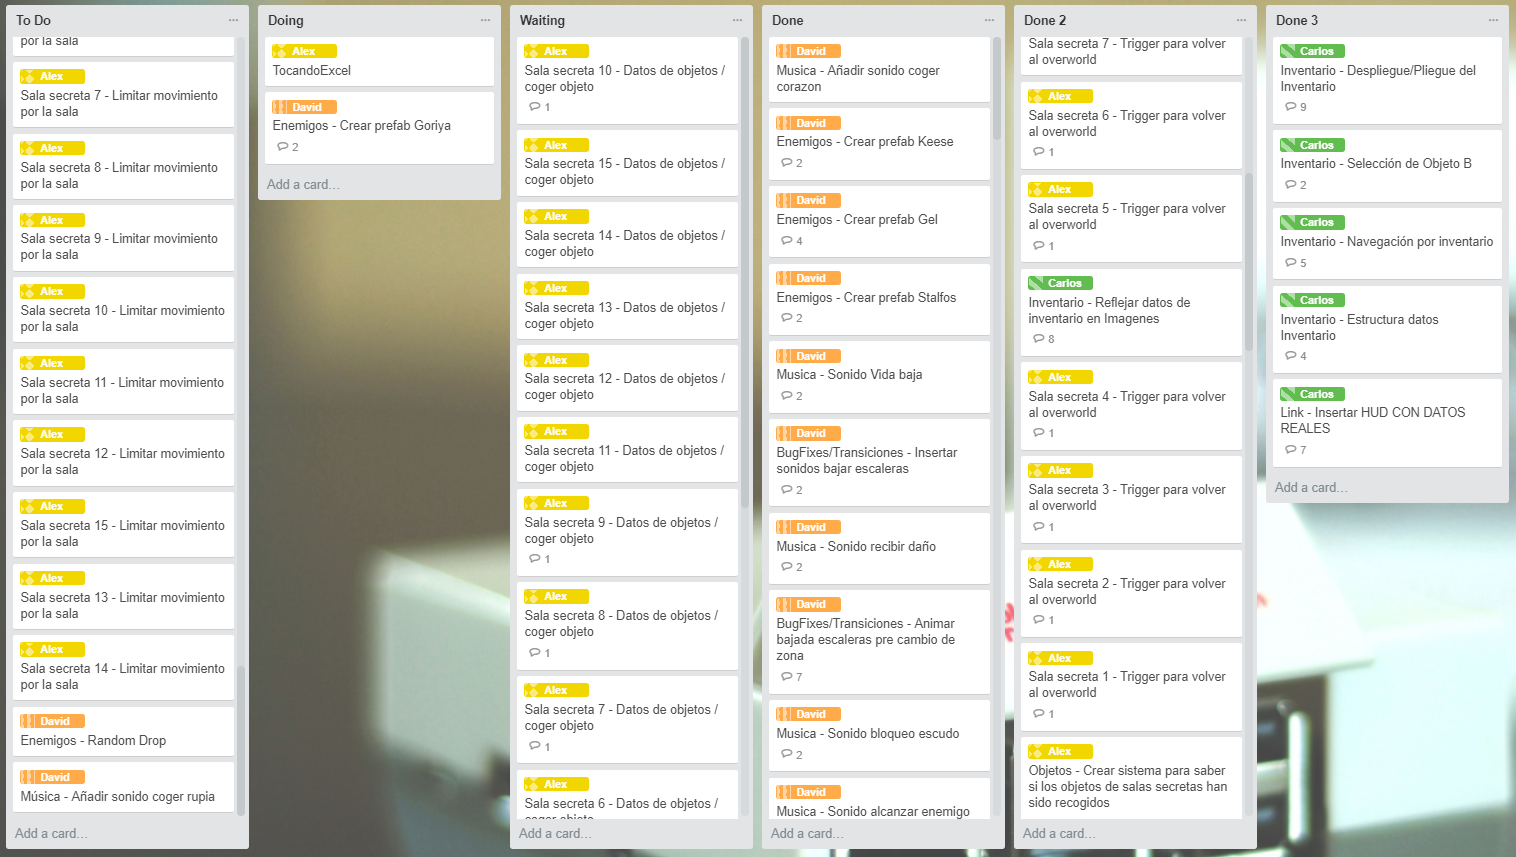 To Do
por la sala
Alex
Sala secreta 7 - Limitar movimiento
por la sala
Alex
Sala secreta 8 - Limitar movimiento
por la sala
Alex
Sala secreta 9 - Limitar movimiento
por la sala
Alex
Sala secreta 10 - Limitar movimiento
por la sala
Alex
Sala secreta 11 - Limitar movimiento
por la sala
Alex
Sala secreta 12 - Limitar movimiento
por la sala
Alex
Sala secreta 15 - Limitar movimiento
por la sala
Alex
Sala secreta 13 - Limitar movimiento
por la sala
Alex
Sala secreta 14 - Limitar movimiento
por la sala
David
Enemigos - Random Drop
David
Música - Añadir sonido coger rupia
Add a card...
Doing
Alex
TocandoExcel
David
Enemigos - Crear prefab Goriya
2
Add a card...
Waiting
Alex
Sala secreta 10 - Datos de objetos /
coger objeto
1
Alex
Sala secreta 15 - Datos de objetos /
coger objeto
Alex
Sala secreta 14 - Datos de objetos /
coger objeto
Alex
Sala secreta 13 - Datos de objetos /
coger objeto
Alex
Sala secreta 12 - Datos de objetos /
coger objeto
Alex
Sala secreta 11 - Datos de objetos /
coger objeto
Alex
Sala secreta 9 - Datos de objetos /
coger objeto
1
Alex
Sala secreta 8 - Datos de objetos /
coger objeto
1
Alex
Sala secreta 7 - Datos de objetos /
coger objeto
1
Alex
Sala secreta 6 - Datos de objetos /
coger objeto
Add a card...
Done
David
Musica - Añadir sonido coger
corazon
David
Enemigos - Crear prefab Keese
2
David
Enemigos - Crear prefab Gel
4
David
Enemigos - Crear prefab Stalfos
2
David
Musica - Sonido Vida baja
2
David
BugFixes/Transiciones - Insertar
sonidos bajar escaleras
2
David
Musica - Sonido recibir daño
2
David
BugFixes/Transiciones - Animar
bajada escaleras pre cambio de
zona
7
David
Musica - Sonido bloqueo escudo
2
David
Musica - Sonido alcanzar enemigo
Add a card...
Done 2
Sala secreta 7 - Trigger para volver
al overworld
Alex
Sala secreta 6 - Trigger para volver
al overworld
1
Alex
Sala secreta 5 - Trigger para volver
al overworld
1
Carlos
Inventario - Reflejar datos de
inventario en Imagenes
8
Alex
Sala secreta 4 - Trigger para volver
al overworld
1
Alex
Sala secreta 3 - Trigger para volver
al overworld
1
Alex
Sala secreta 2 - Trigger para volver
al overworld
1
Alex
Sala secreta 1 - Trigger para volver
al overworld
1
Alex
Objetos - Crear sistema para saber
si los objetos de salas secretas han
sido recogidos
Add a card...
Done 3
Carlos
Inventario - Despliegue/Pliegue del
Inventario
9
Carlos
Inventario - Selección de Objeto B
2
Carlos
Inventario - Navegación por inventario
5
Carlos
Inventario - Estructura datos
Inventario
4
Carlos
Link - Insertar HUD CON DATOS
REALES
7
Add a card...